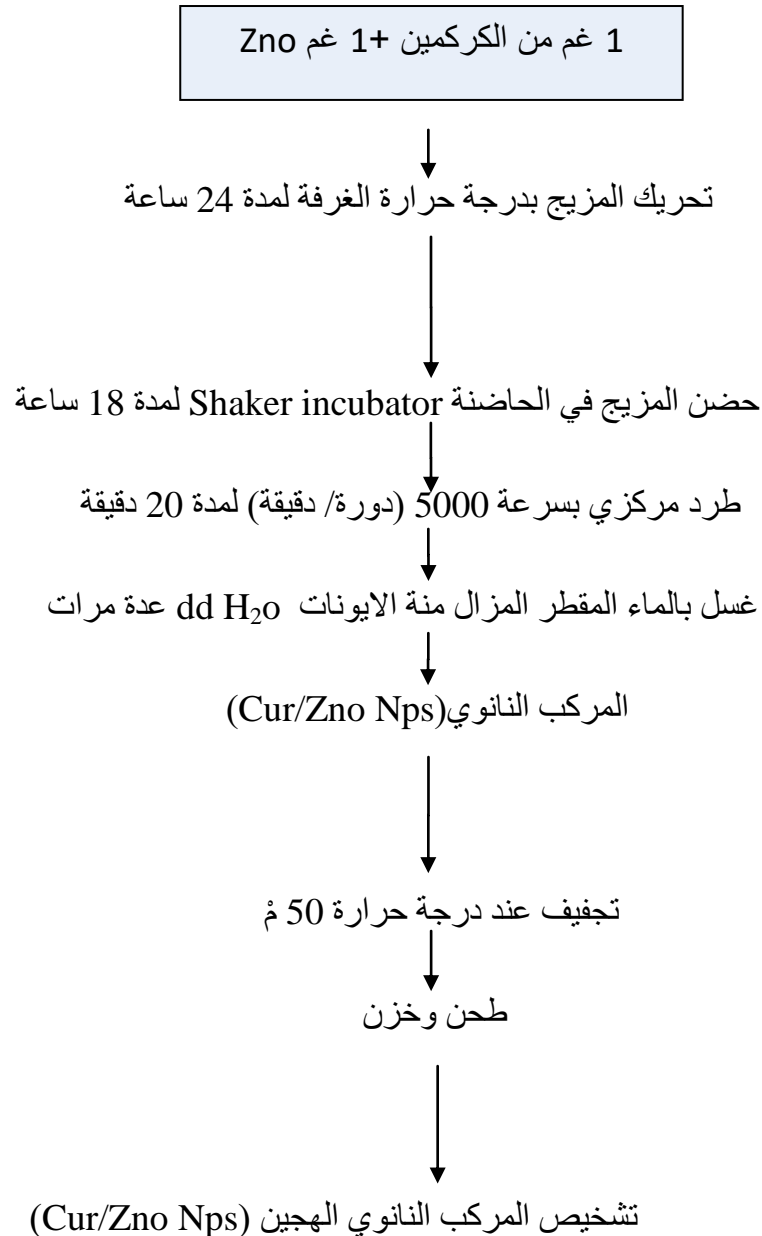 1 غم من الكركمين +1 غم Zno
تحريك المزيج بدرجة حرارة الغرفة لمدة 24 ساعة
حضن المزيج في الحاضنة Shaker incubator لمدة 18 ساعة
طرد مركزي بسرعة 5000 (دورة/ دقيقة) لمدة 20 دقيقة
غسل بالماء المقطر المزال منة الايونات dd H₂o عدة مرات
المركب النانوي(Cur/Zno Nps)
تجفيف عند درجة حرارة 50 مْ
طحن وخزن
تشخيص المركب النانوي الهجين (Cur/Zno Nps)